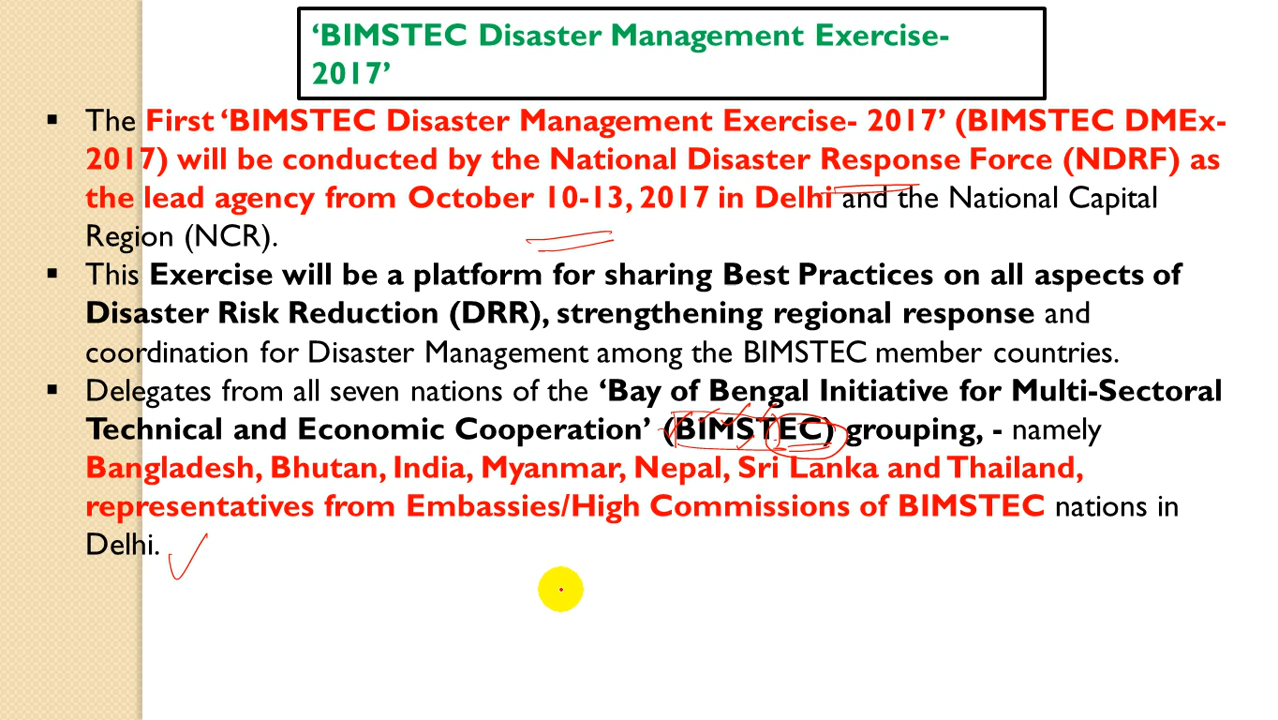 ‘BIMSTEC Disaster Management Exercise-
2017’
▪ The First ‘BIMSTEC Disaster Management Exercise- 2017’ (BIMSTEC DMEx-
2017) will be conducted by the National Disaster Response Force (NDRF) as
the lead agency from October 10-13, 2017 in Delhi and the National Capital
Region (NCR).
▪ This Exercise will be a platform for sharing Best Practices on all aspects of
Disaster Risk Reduction (DRR), strengthening regional response and
coordination for Disaster Management among the BIMSTEC member countries.
▪ Delegates from all seven nations of the ‘Bay of Bengal Initiative for Multi-Sectoral
Technical and Economic Cooperation’ (BIMSTEC) grouping, - namely
Bangladesh, Bhutan, India, Myanmar, Nepal, Sri Lanka and Thailand,
representatives from Embassies/High Commissions of BIMSTEC nations in
Delhi.